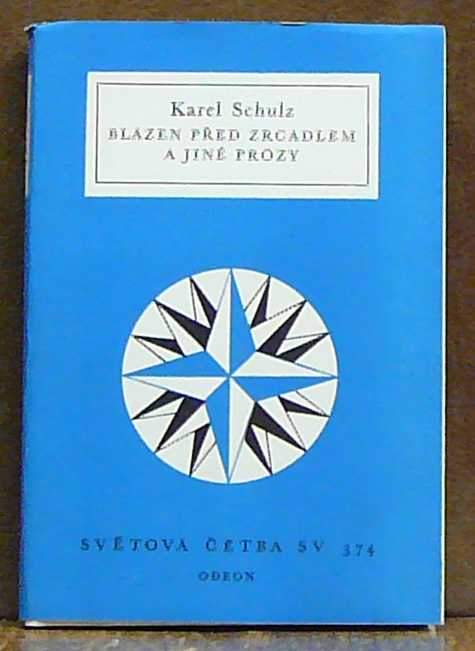 Karel Schulz
BLÁZEN PŘED ZRCADLEM
A JINÉ PRÓZY
SVĚTOVÁ ČETBA SV 374
ODEON